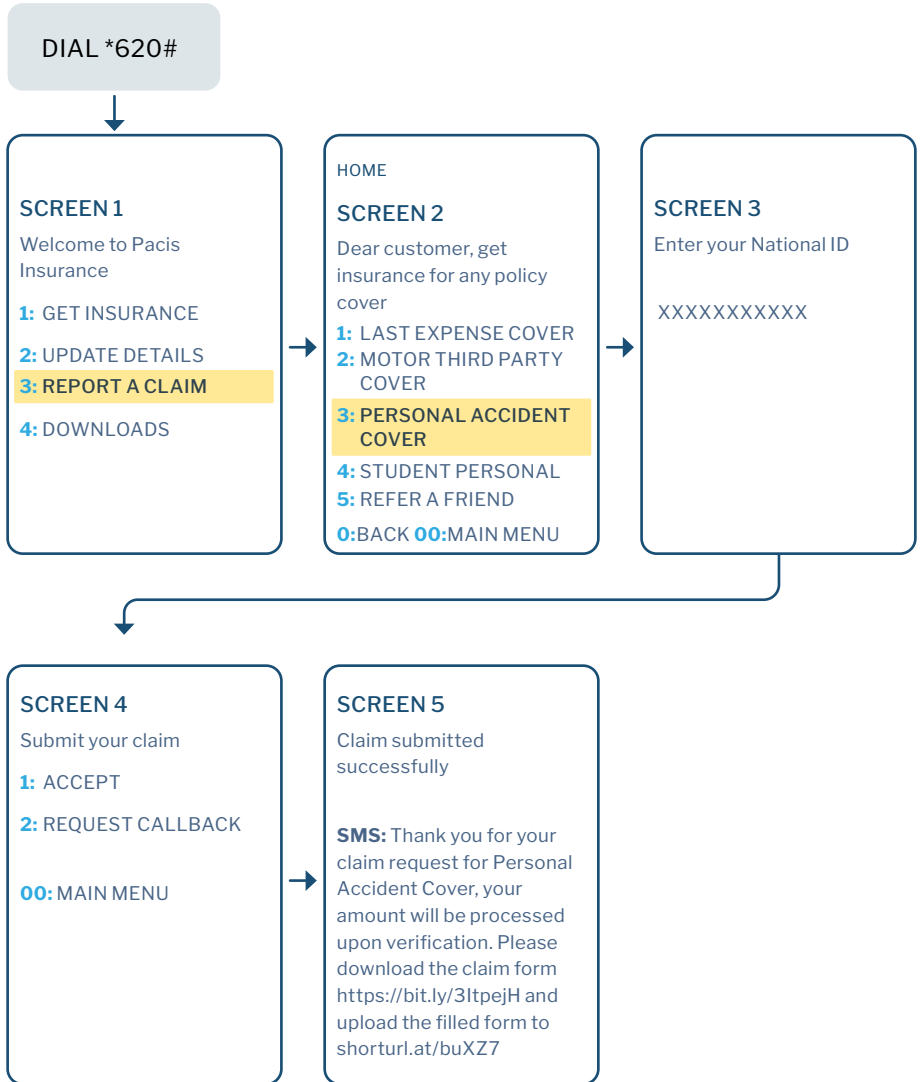 DIAL *620#
SCREEN 1
Welcome to Pacis
Insurance
1: GET INSURANCE
2: UPDATE DETAILS
3: REPORT A CLAIM
4: DOWNLOADS
HOME
SCREEN 2
Dear customer, get
insurance for any policy
cover
1: LAST EXPENSE COVER
2: MOTOR THIRD PARTY
COVER
3: PERSONAL ACCIDENT
COVER
4: STUDENT PERSONAL
5: REFER A FRIEND
0:BACK 00:MAIN MENU
SCREEN 3
Enter your National ID
XXXXXXXXXXX
SCREEN 4
Submit your claim
1: ACCEPT
2: REQUEST CALLBACK
00: MAIN MENU
SCREEN 5
Claim submitted
successfully
SMS: Thank you for your
claim request for Personal
Accident Cover, your
amount will be processed
upon verification. Please
download the claim form
https://bit.ly/3ItpejH and
upload the filled form to
shorturl.at/buXZ7